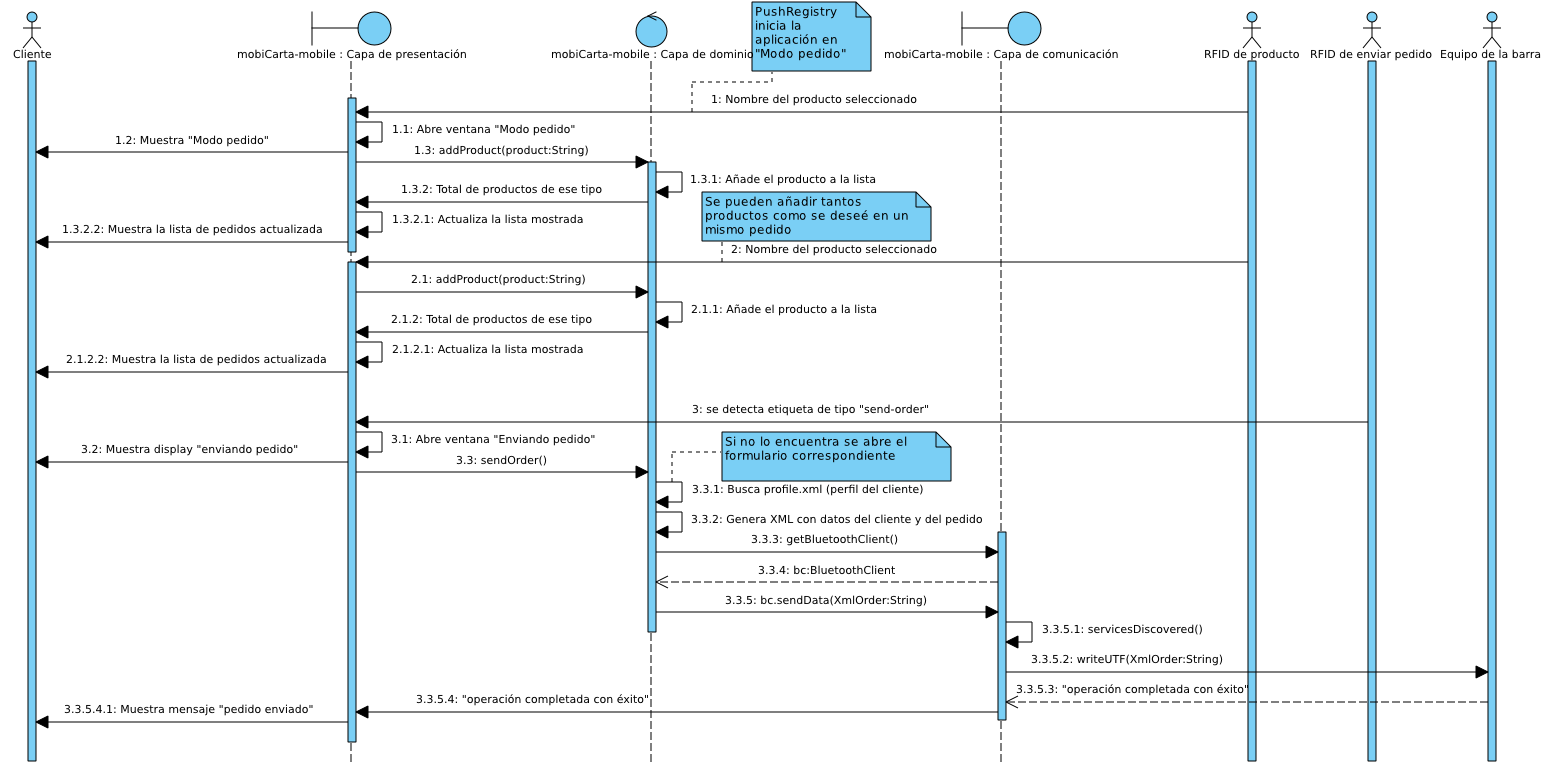 PushRegistry
inicia la
aplicación en
"Modo pedido"
Cliente
mobiCarta-mobile : Capa de presentación
mobiCarta-mobile : Capa de dominio
mobiCarta-mobile : Capa de comunicación
RFID de producto
RFID de enviar pedido
Equipo de la barra
1: Nombre del producto seleccionado
1.1: Abre ventana "Modo pedido"
1.2: Muestra "Modo pedido"
1.3: addProduct(product:String)
1.3.1: Añade el producto a la lista
1.3.2: Total de productos de ese tipo
Se pueden añadir tantos
productos como se deseé en un
mismo pedido
1.3.2.1: Actualiza la lista mostrada
1.3.2.2: Muestra la lista de pedidos actualizada
2: Nombre del producto seleccionado
2.1: addProduct(product:String)
2.1.1: Añade el producto a la lista
2.1.2: Total de productos de ese tipo
2.1.2.1: Actualiza la lista mostrada
2.1.2.2: Muestra la lista de pedidos actualizada
3: se detecta etiqueta de tipo "send-order"
3.1: Abre ventana "Enviando pedido"
Si no lo encuentra se abre el
formulario correspondiente
3.2: Muestra display "enviando pedido"
3.3: sendOrder()
3.3.1: Busca profile.xml (perfil del cliente)
3.3.2: Genera XML con datos del cliente y del pedido
3.3.3: getBluetoothClient()
3.3.4: bc:BluetoothClient
3.3.5: bc.sendData(XmlOrder:String)
3.3.5.1: servicesDiscovered()
3.3.5.2: writeUTF(XmlOrder:String)
3.3.5.3: "operación completada con éxito"
3.3.5.4: "operación completada con éxito"
3.3.5.4.1: Muestra mensaje "pedido enviado"